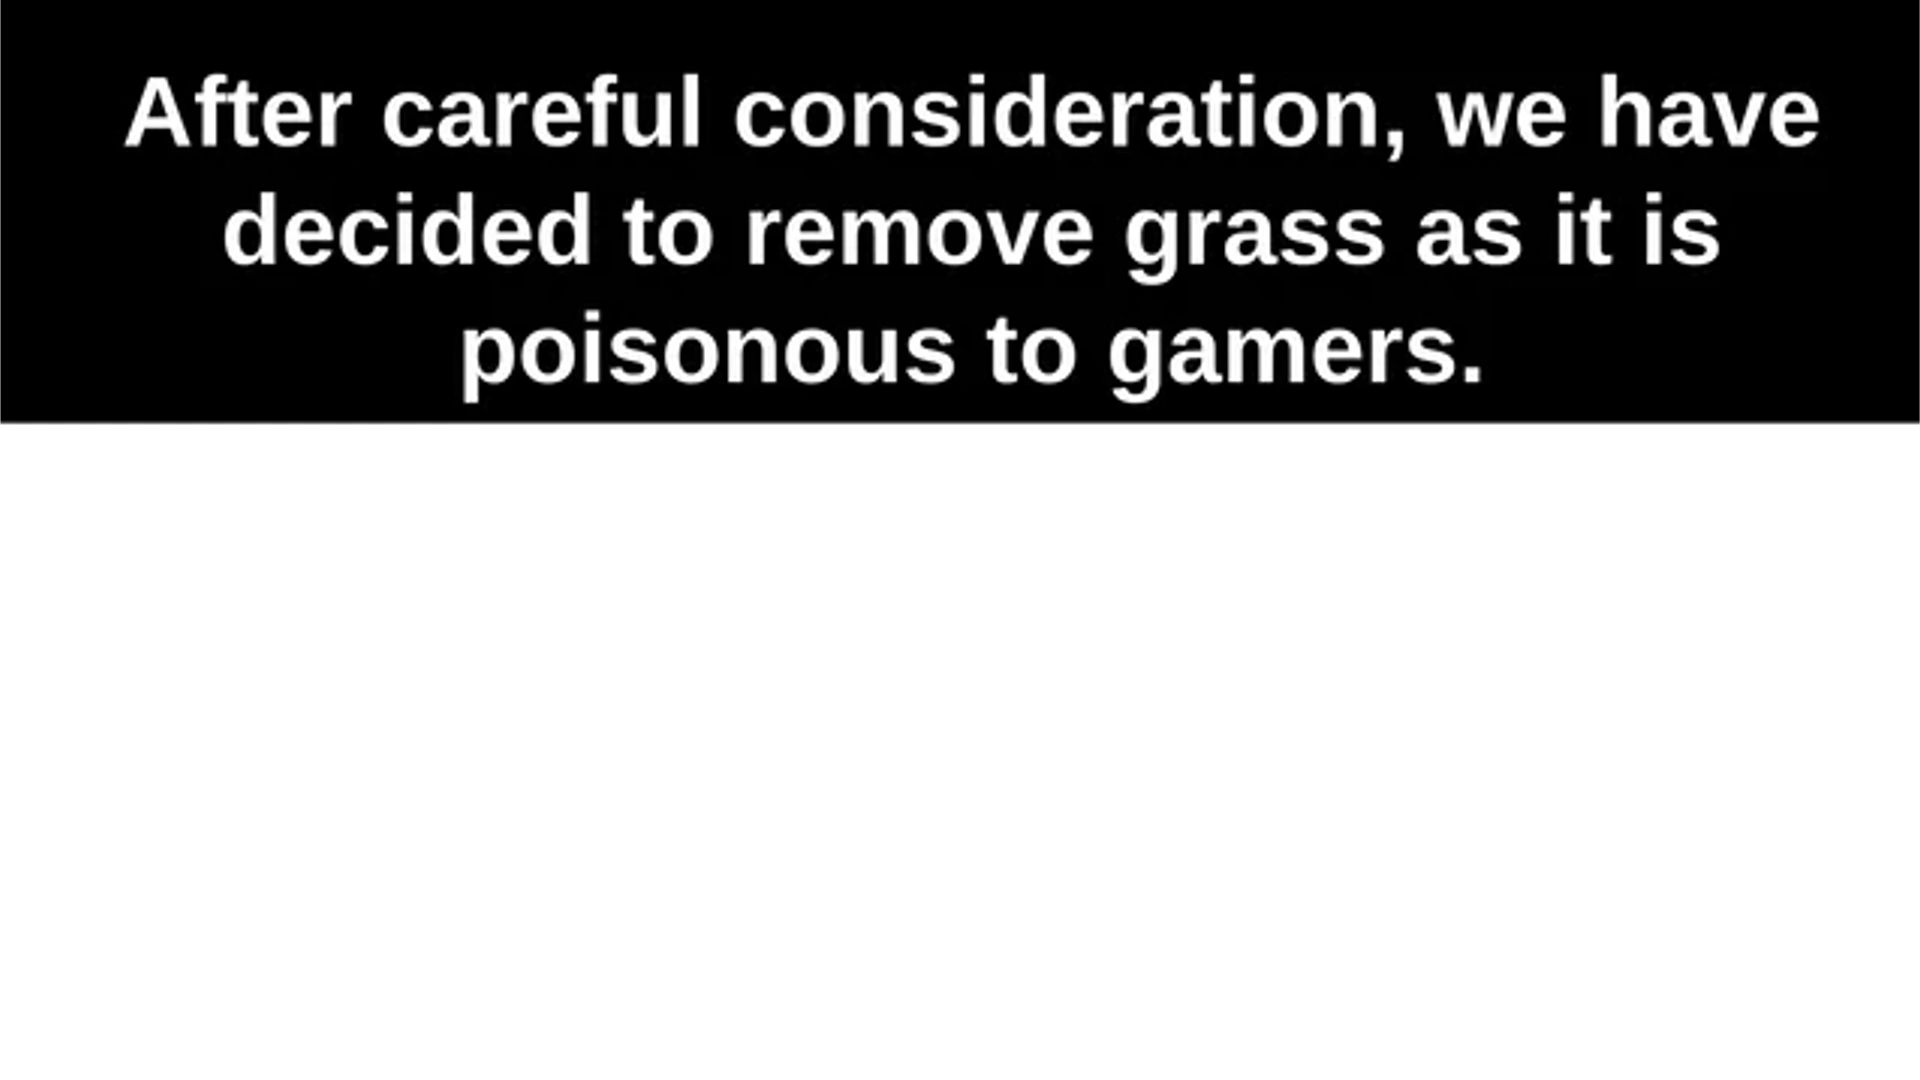 After careful consideration, we have
decided to remove grass as it is
poisonous to gamers.